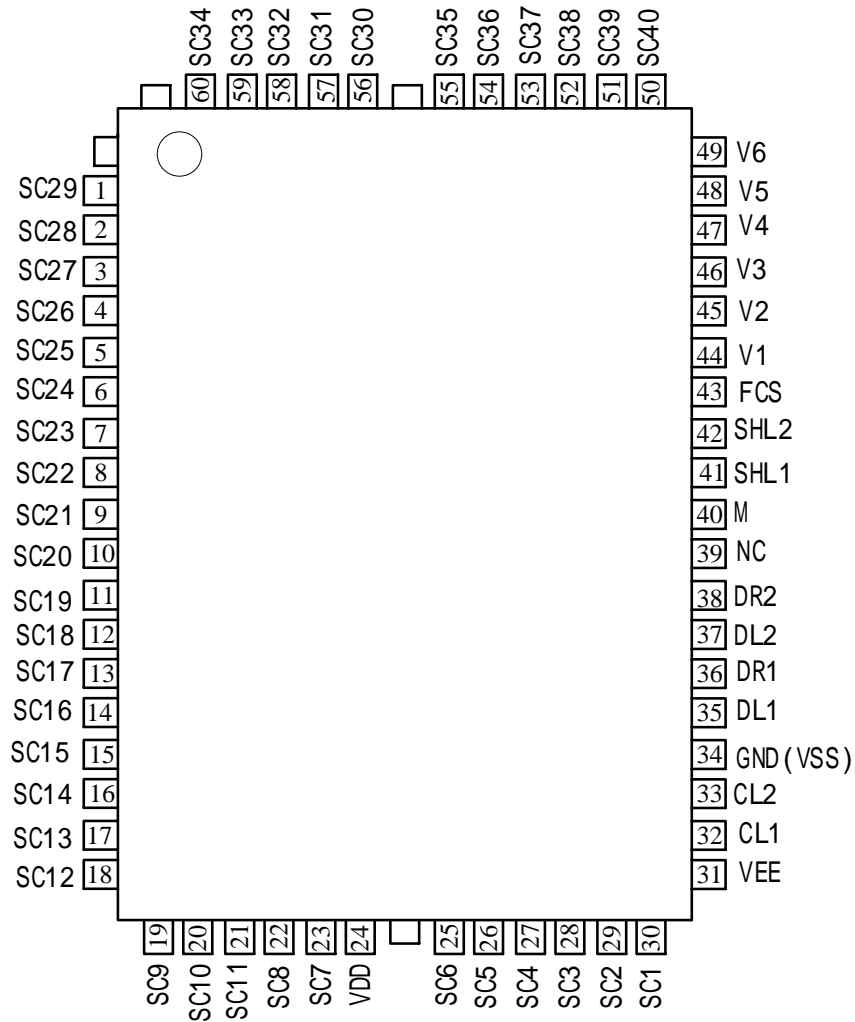 SC34 SC33 SC32 SC31 SC30 SC35 SC36 SC37 SC38 SC39 SC40
60 59 58 57 56 55 54 53 52 51 50
49 V6
SC29 1 48 V5
SC28 2 47 V4
SC27 3 46 V3
SC26 4 45 V2
SC25 5 44 V1
SC24 6 43 FCS
SC23 7 42 SHL2
SC22 8 41 SHL1
SC21 9 40 M
SC20 10 39 NC
SC19 11 38 DR2
SC18 12 37 DL2
SC17 13 36 DR1
SC16 14 35 DL1
SC15 15 34 GND(VSS)
SC14 16 33 CL2
SC13 17 32 CL1
SC12 18 31 VEE
19 20 21 22 23 24 25 26 27 28 29 30
SC9 SC10 SC11 SC8 SC7 VDD SC6 SC5 SC4 SC3 SC2 SC1